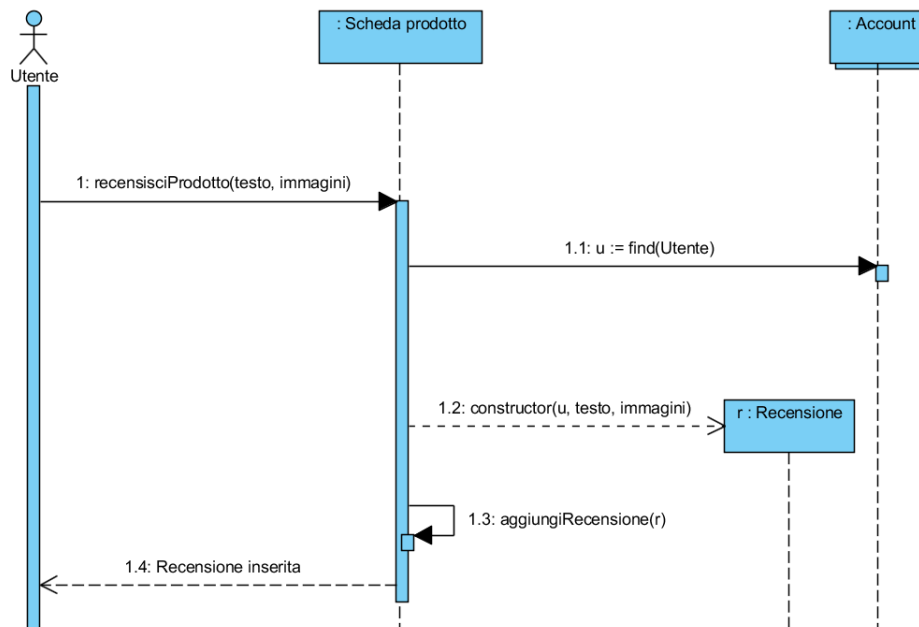 : Scheda prodotto
: Account
Utente
1: recensisciProdotto(testo, immagini)
1.1: u := find(Utente)
1.2: constructor(u, testo, immagini)
r : Recensione
1.3: aggiungiRecensione(r)
1.4: Recensione inserita